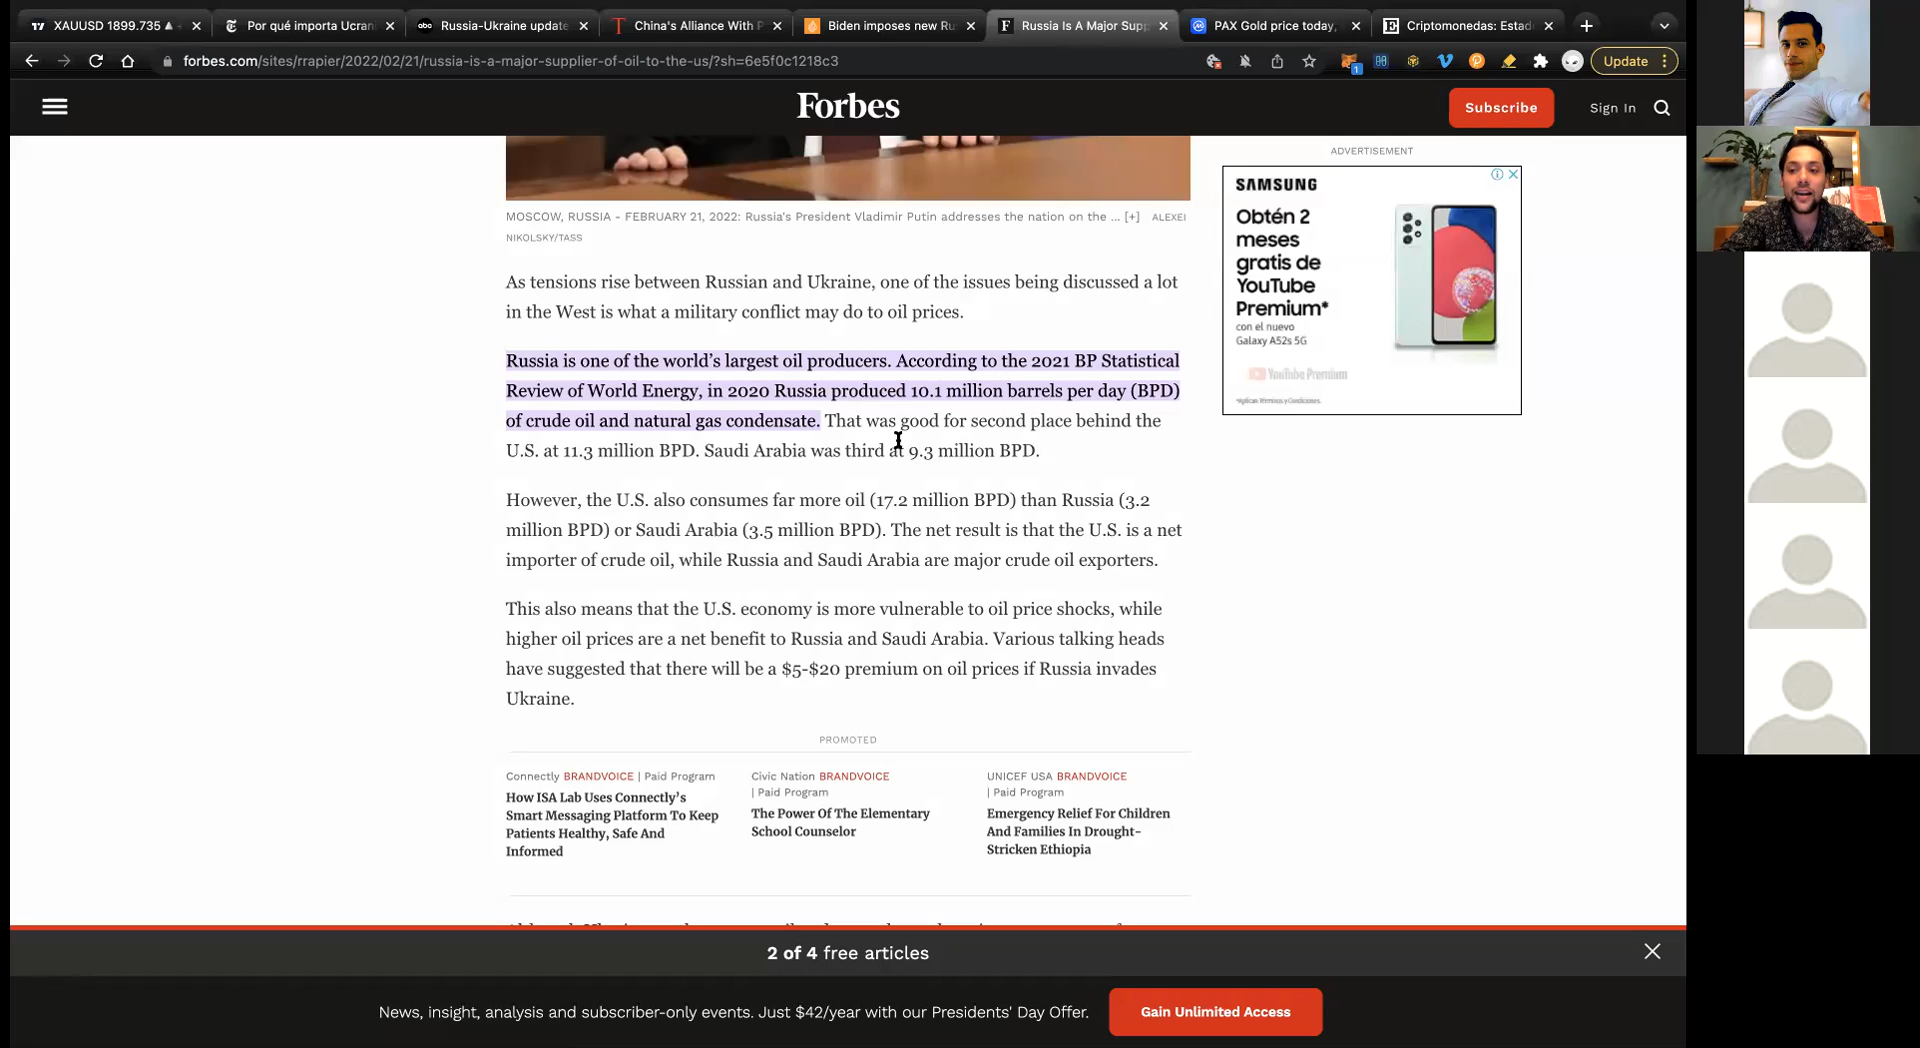 XAUUSD 1899.735
Por qué importa Ucran
abc Russia-Ukraine update
China's Alliance With P
Biden imposes new Ru
Russia Is A Major Supp
PAX Gold price today,
Criptomonedas: Estad
forbes.com/sites/rrapier/2022/02/21/russia-is-a-major-supplier-of-oil-to-the-us/?sh=6e5f0c1218c3
1
Update
Forbes
Subscribe
Sign In
MOSCOW, RUSSIA - FEBRUARY 21, 2022: Russia's President Vladimir Putin addresses the nation on the ... [+] ALEXEI
NIKOLSKY/TASS
As tensions rise between Russian and Ukraine, one of the issues being discussed a lot
in the West is what a military conflict may do to oil prices.
Russia is one of the world's largest oil producers. According to the 2021 BP Statistical
Review of World Energy, in 2020 Russia produced 10.1 million barrels per day (BPD)
of crude oil and natural gas condensate. That was good for second place behind the
U.S. at 11.3 million BPD. Saudi Arabia was third at 9.3 million BPD.
However, the U.S. also consumes far more oil (17.2 million BPD) than Russia (3.2
million BPD) or Saudi Arabia (3.5 million BPD). The net result is that the U.S. is a net
importer of crude oil, while Russia and Saudi Arabia are major crude oil exporters.
This also means that the U.S. economy is more vulnerable to oil price shocks, while
higher oil prices are a net benefit to Russia and Saudi Arabia. Various talking heads
have suggested that there will be a $5-$20 premium on oil prices if Russia invades
Ukraine.
ADVERTISEMENT
SAMSUNG
Obtén 2
meses
gratis de
YouTube
Premium*
con el nuevo
Galaxy A52s 5G
YouTube Premium
*Aplican Términos y Condiciones.
PROMOTED
Connectly BRANDVOICE | Paid Program
How ISA Lab Uses Connectly's
Smart Messaging Platform To Keep
Patients Healthy, Safe And
Informed
Civic Nation BRANDVOICE
| Paid Program
The Power Of The Elementary
School Counselor
UNICEF USA BRANDVOICE
| Paid Program
Emergency Relief For Children
And Families In Drought-
Stricken Ethiopia
2 of 4 free articles
News, insight, analysis and subscriber-only events. Just $42/year with our Presidents' Day Offer.
Gain Unlimited Access